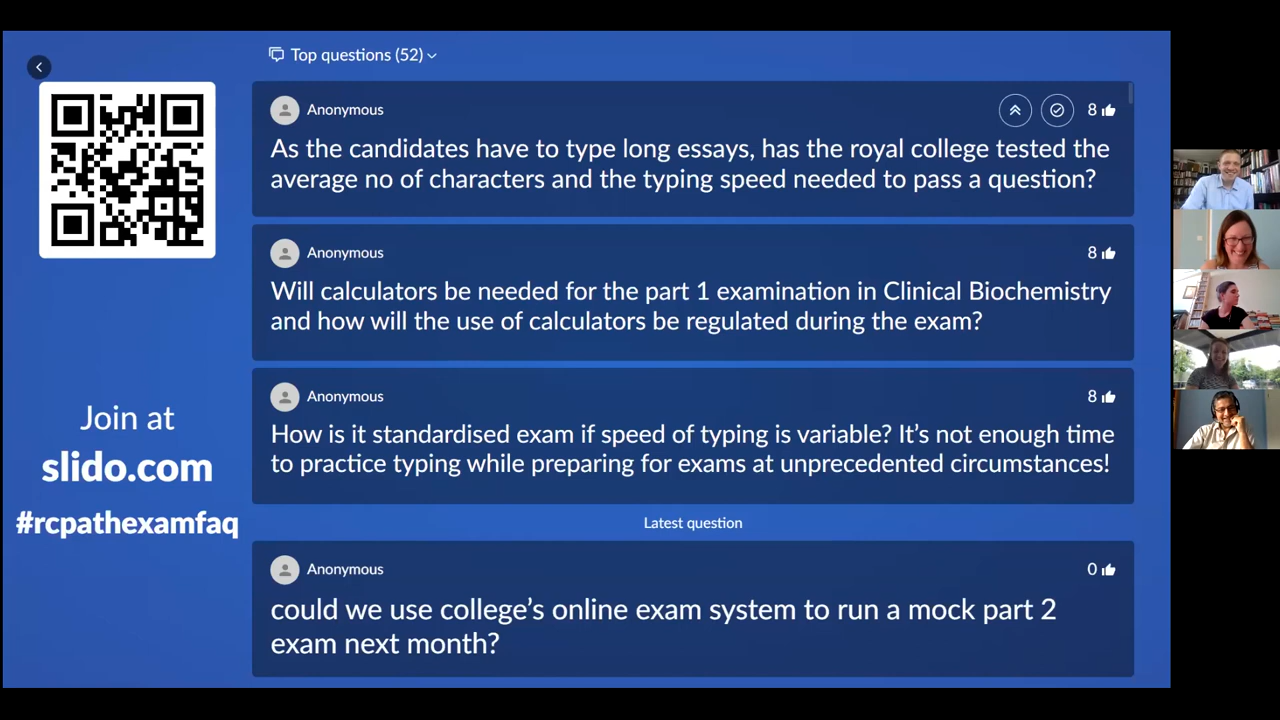 Top questions (52)
Anonymous
8
As the candidates have to type long essays, has the royal college tested the
average no of characters and the typing speed needed to pass a question?
Anonymous
8
Will calculators be needed for the part 1 examination in Clinical Biochemistry
and how will the use of calculators be regulated during the exam?
Anonymous
8
How is it standardised exam if speed of typing is variable? It's not enough time
to practice typing while preparing for exams at unprecedented circumstances!
Latest question
Anonymous
0
could we use college's online exam system to run a mock part 2
exam next month?
Join at
slido.com
#rcpathexamfaq